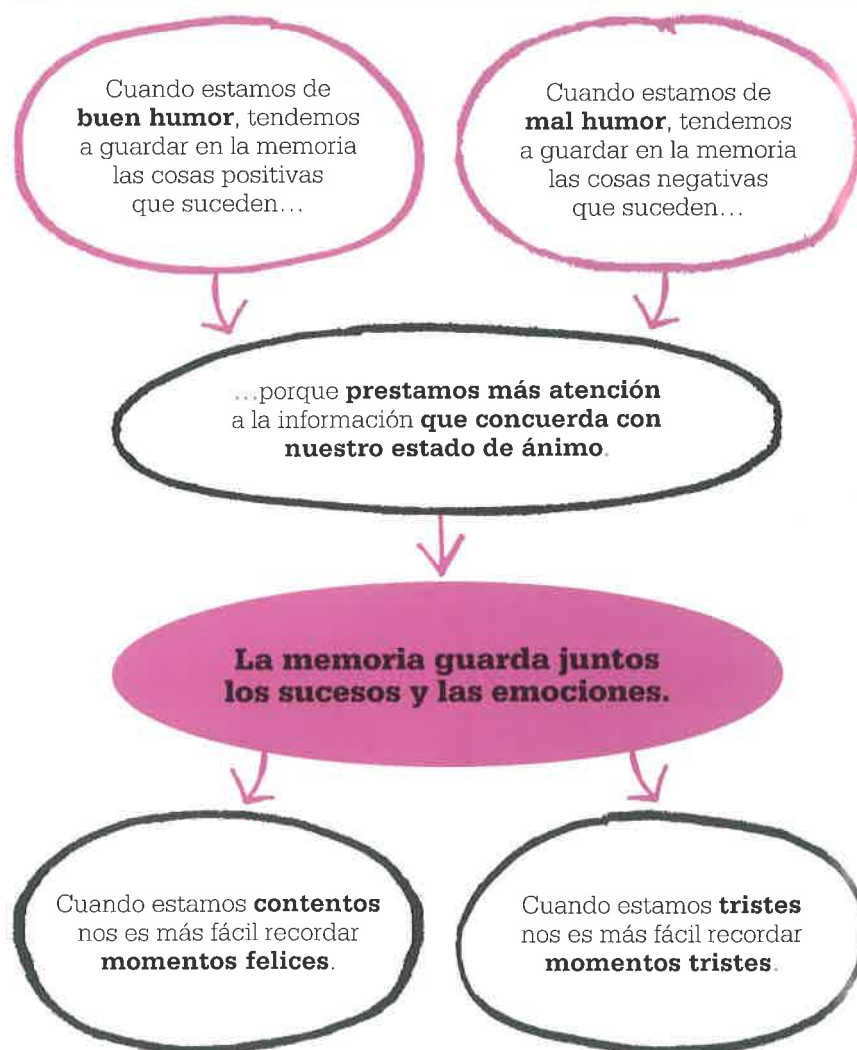 Cuando estamos de
buen humor, tendemos
a guardar en la memoria
las cosas positivas
que suceden…
Cuando estamos de
mal humor, tendemos
a guardar en la memoria
las cosas negativas
que suceden…
…porque prestamos más atención
a la información que concuerda con
nuestro estado de ánimo.
La memoria guarda juntos
los sucesos y las emociones.
Cuando estamos contentos
nos es más fácil recordar
momentos felices.
Cuando estamos tristes
nos es más fácil recordar
momentos tristes.